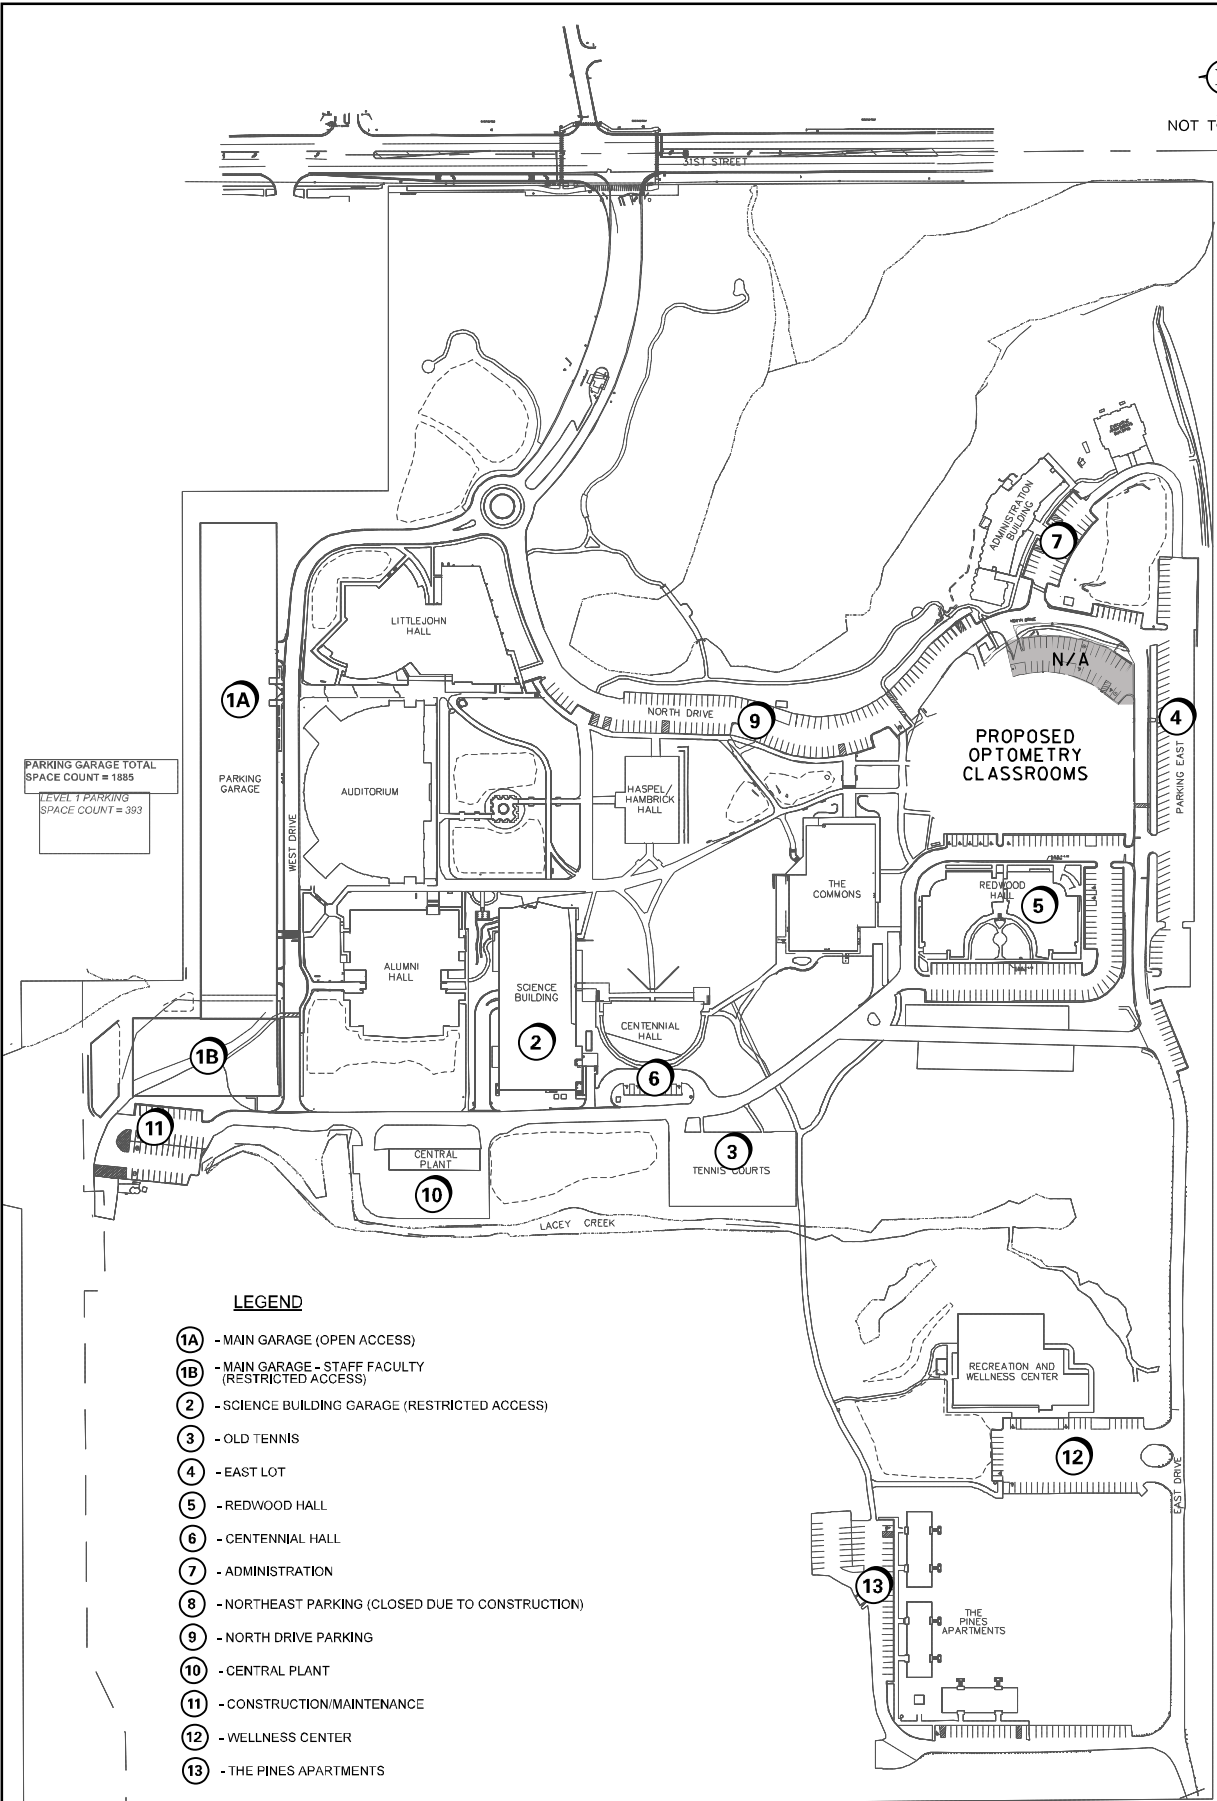 NOT T
31ST STREET
ADMINISTRATION
BUILDING
7
LITTLEJOHN
HALL
N/A
1A
NORTH DRIVE
9
4
PROPOSED
OPTOMETRY
CLASSROOMS
PARKING GARAGE TOTAL
SPACE COUNT = 1885
LEVEL 1 PARKING
SPACE COUNT = 393
PARKING
GARAGE
AUDITORIUM
HASPEL/
HAMBRICK
HALL
PARKING EAST
WEST DRIVE
THE
COMMONS
REDWOOD
HALL
5
ALUMNI
HALL
SCIENCE
BUILDING
2
CENTENNIAL
HALL
1B
6
11
CENTRAL
PLANT
10
3
TENNIS COURTS
LACEY CREEK
RECREATION AND
WELLNESS CENTER
12
EAST DRIVE
13
THE
PINES
APARTMENTS
LEGEND
1A - MAIN GARAGE (OPEN ACCESS)
1B - MAIN GARAGE - STAFF FACULTY
(RESTRICTED ACCESS)
2 - SCIENCE BUILDING GARAGE (RESTRICTED ACCESS)
3 - OLD TENNIS
4 - EAST LOT
5 - REDWOOD HALL
6 - CENTENNIAL HALL
7 - ADMINISTRATION
8 - NORTHEAST PARKING (CLOSED DUE TO CONSTRUCTION)
9 - NORTH DRIVE PARKING
10 - CENTRAL PLANT
11 - CONSTRUCTION/MAINTENANCE
12 - WELLNESS CENTER
13 - THE PINES APARTMENTS